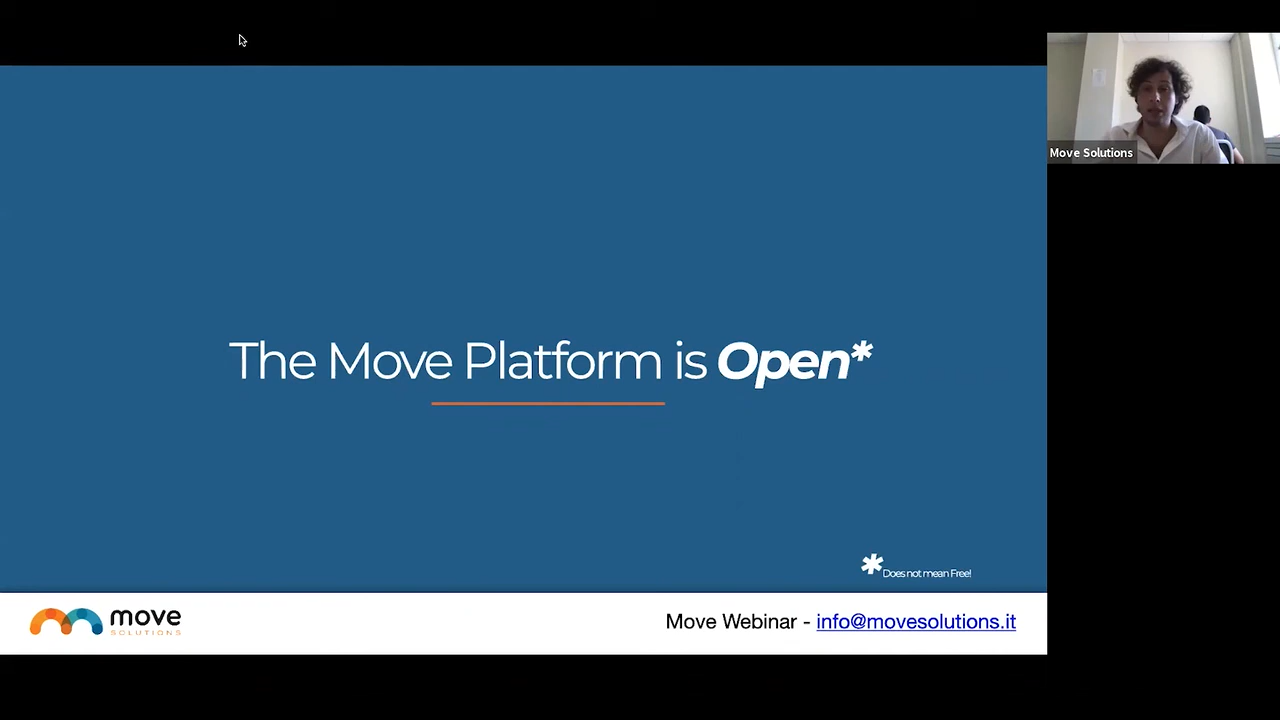 Move Solutions
The Move Platform is Open*
*Does not mean Free!
move
SOLUTIONS
Move Webinar - info@movesolutions.it